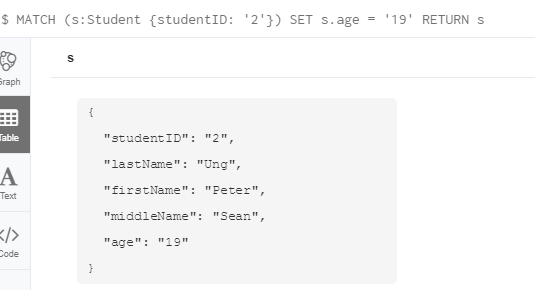 $ MATCH (s:Student {studentID: '2'}) SET s.age = '19' RETURN s
s
{
"studentID": "2",
"lastName": "Ung",
"firstName": "Peter",
"middleName": "Sean",
"age": "19"
}
Graph
Table
A
Text
</>
Code